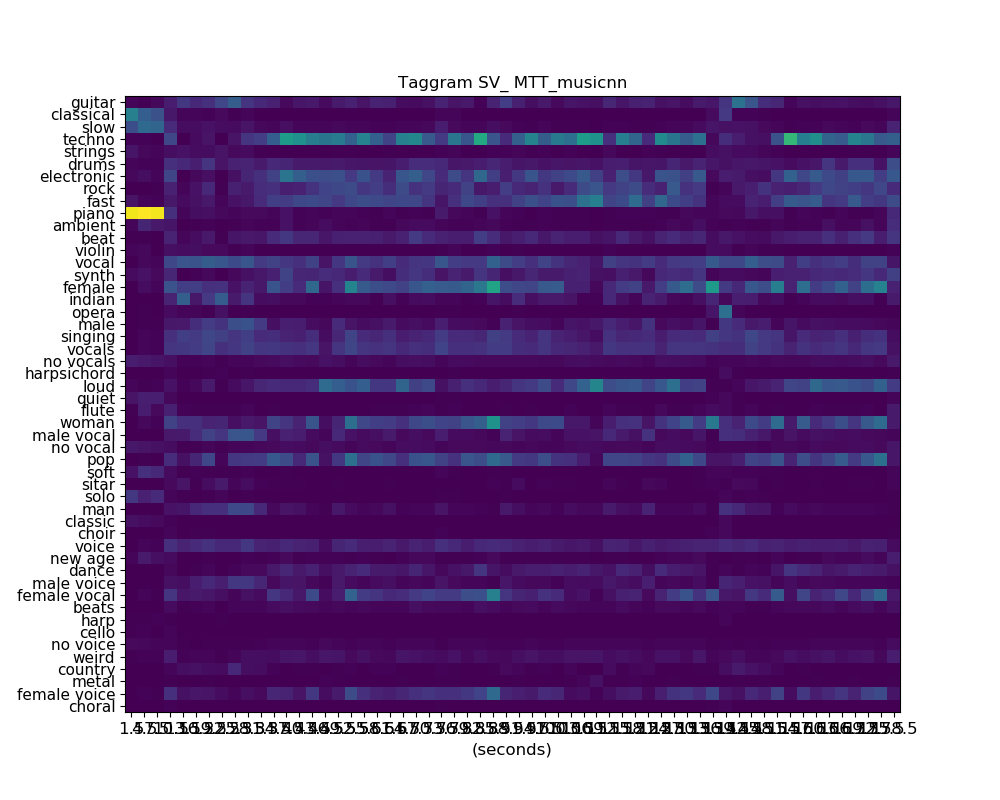 Taggram SV_ MTT_musicnn
guitar
classical
slow
techno
strings
drums
electronic
rock
fast
piano
ambient
beat
violin
vocal
synth
female
indian
opera
male
singing
vocals
no vocals
harpsichord
loud
quiet
flute
woman
male vocal
no vocal
pop
soft
sitar
solo
man
classic
choir
voice
new age
dance
male voice
female vocal
beats
harp
cello
no voice
weird
country
metal
female voice
choral
(seconds)